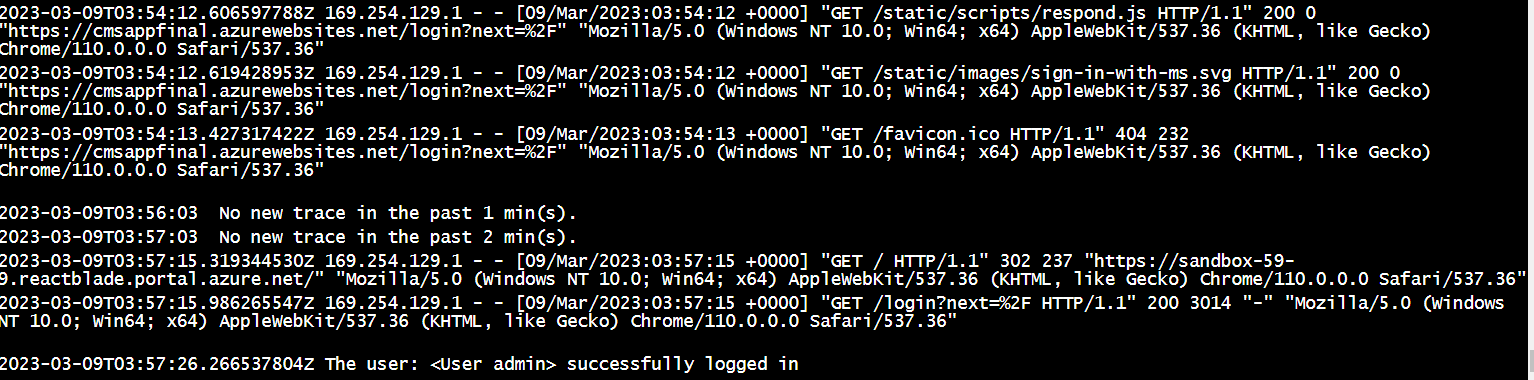 2023-03-09T03:54:12.606597788Z 169.254.129.1 - - [09/Mar/2023:03:54:12 +0000] "GET /static/scripts/respond.js HTTP/1.1" 200 0
"https://cmsappfinal.azurewebsites.net/login?next=%2F" "Mozilla/5.0 (Windows NT 10.0; Win64; x64) AppleWebKit/537.36 (KHTML, like Gecko)
Chrome/110.0.0.0 Safari/537.36"
2023-03-09T03:54:12.619428953Z 169.254.129.1 - - [09/Mar/2023:03:54:12 +0000] "GET /static/images/sign-in-with-ms.svg HTTP/1.1" 200 0
"https://cmsappfinal.azurewebsites.net/login?next=%2F" "Mozilla/5.0 (Windows NT 10.0; Win64; x64) AppleWebKit/537.36 (KHTML, like Gecko)
Chrome/110.0.0.0 Safari/537.36"
2023-03-09T03:54:13.427317422Z 169.254.129.1 - - [09/Mar/2023:03:54:13 +0000] "GET /favicon.ico HTTP/1.1" 404 232
"https://cmsappfinal.azurewebsites.net/login?next=%2F" "Mozilla/5.0 (Windows NT 10.0; Win64; x64) AppleWebKit/537.36 (KHTML, like Gecko)
Chrome/110.0.0.0 Safari/537.36"
2023-03-09T03:56:03  No new trace in the past 1 min(s).
2023-03-09T03:57:03  No new trace in the past 2 min(s).
2023-03-09T03:57:15.319344530Z 169.254.129.1 - - [09/Mar/2023:03:57:15 +0000] "GET / HTTP/1.1" 302 237 "https://sandbox-59-
9.reactblade.portal.azure.net/" "Mozilla/5.0 (Windows NT 10.0; Win64; x64) AppleWebKit/537.36 (KHTML, like Gecko) Chrome/110.0.0.0 Safari/537.36"
2023-03-09T03:57:15.986265547Z 169.254.129.1 - - [09/Mar/2023:03:57:15 +0000] "GET /login?next=%2F HTTP/1.1" 200 3014 "-" "Mozilla/5.0 (Windows
NT 10.0; Win64; x64) AppleWebKit/537.36 (KHTML, like Gecko) Chrome/110.0.0.0 Safari/537.36"
2023-03-09T03:57:26.266537804Z The user: <User admin> successfully logged in